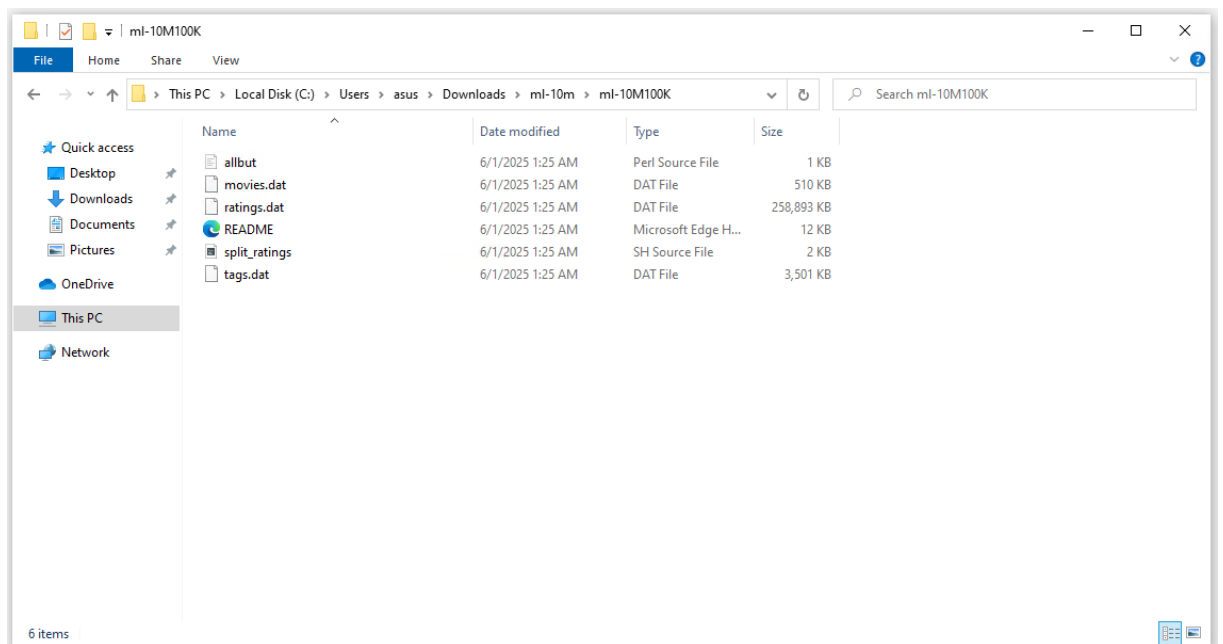 ml-10M100K
File Home Share View
This PC > Local Disk (C:) > Users > asus > Downloads > ml-10m > ml-10M100K
Search ml-10M100K
Quick access
Desktop
Downloads
Documents
Pictures
OneDrive
This PC
Network
Name Date modified Type Size
allbut 6/1/2025 1:25 AM Perl Source File 1 KB
movies.dat 6/1/2025 1:25 AM DAT File 510 KB
ratings.dat 6/1/2025 1:25 AM DAT File 258,893 KB
README 6/1/2025 1:25 AM Microsoft Edge H... 12 KB
split_ratings 6/1/2025 1:25 AM SH Source File 2 KB
tags.dat 6/1/2025 1:25 AM DAT File 3,501 KB
6 items